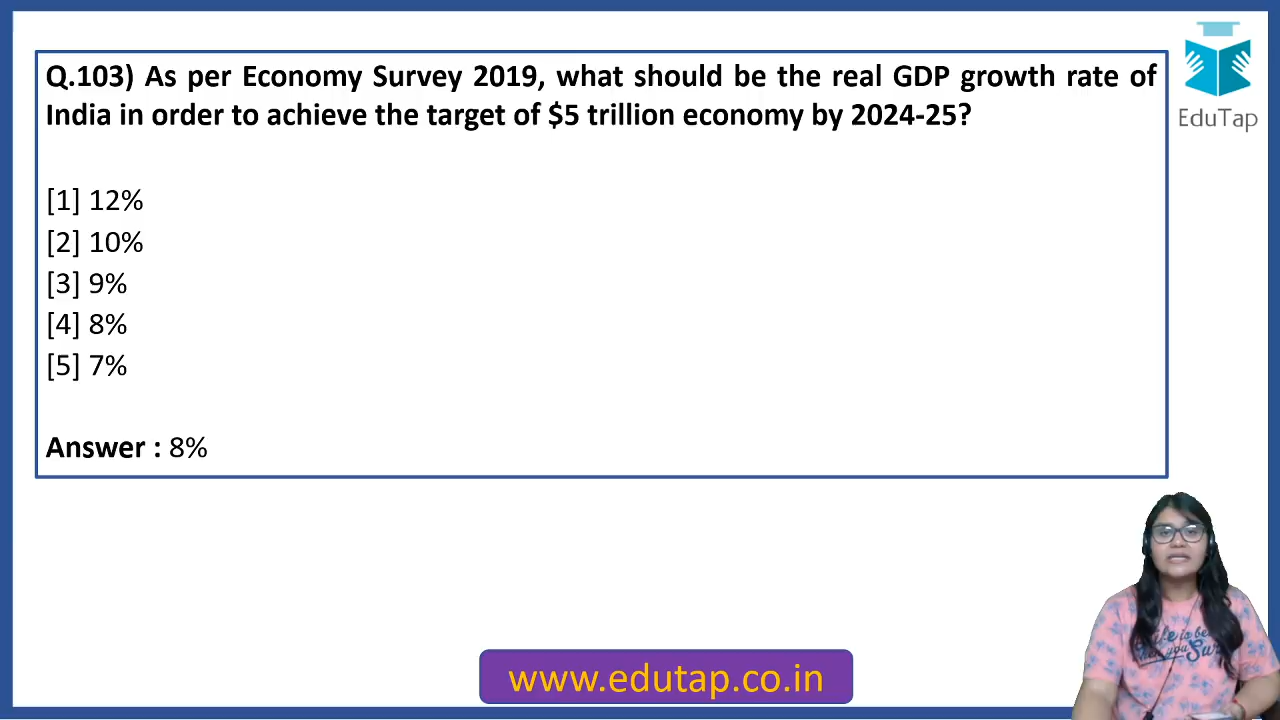 Q.103) As per Economy Survey 2019, what should be the real GDP growth rate of
India in order to achieve the target of $5 trillion economy by 2024-25?
EduTap
[1] 12%
[2] 10%
[3] 9%
[4] 8%
[5] 7%
Answer : 8%
www.edutap.co.in